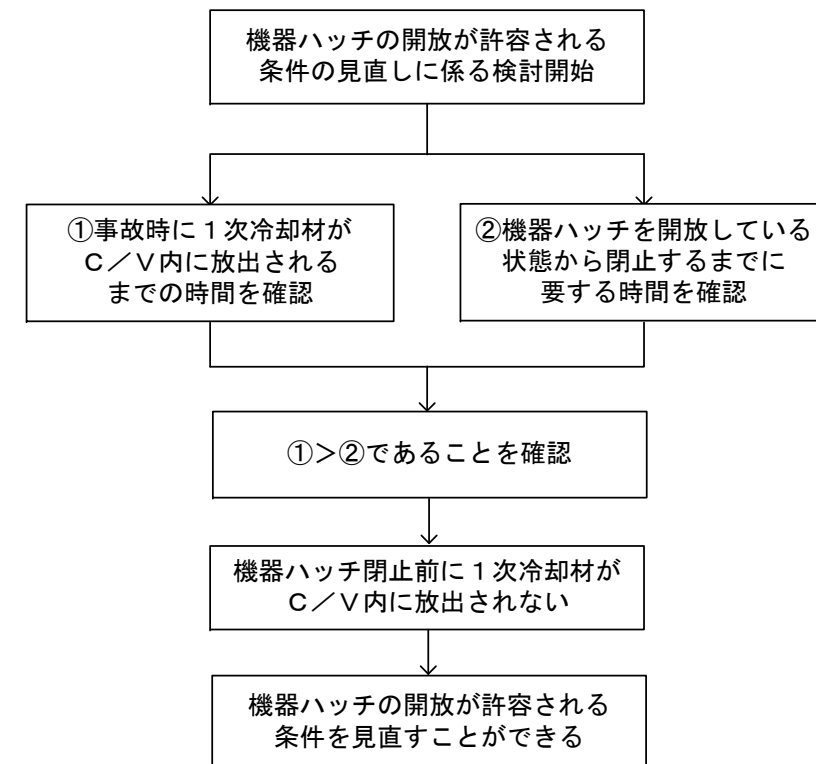 機器ハッチの開放が許容される
条件の見直しに係る検討開始
①事故時に１次冷却材が
Ｃ／Ｖ内に放出される
までの時間を確認
②機器ハッチを開放している
状態から閉止するまでに
要する時間を確認
①＞②であることを確認
機器ハッチ閉止前に１次冷却材が
Ｃ／Ｖ内に放出されない
機器ハッチの開放が許容される
条件を見直すことができる